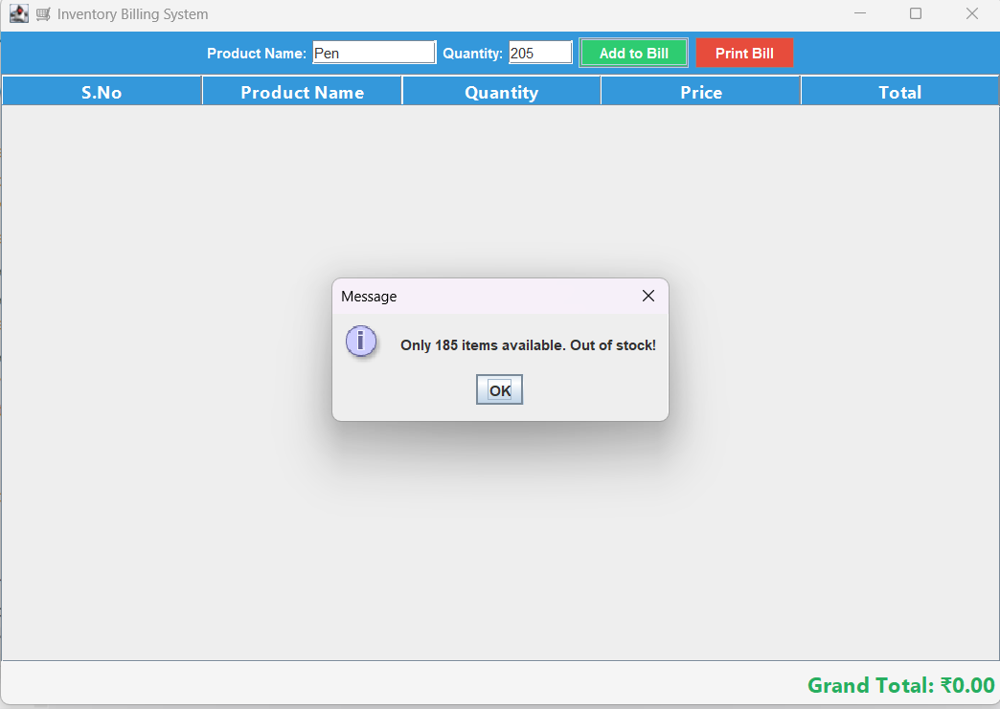 Inventory Billing System
Product Name: Pen Quantity: 205 Add to Bill Print Bill
S.No Product Name Quantity Price Total
Message
Only 185 items available. Out of stock!
OK
Grand Total: ₹0.00